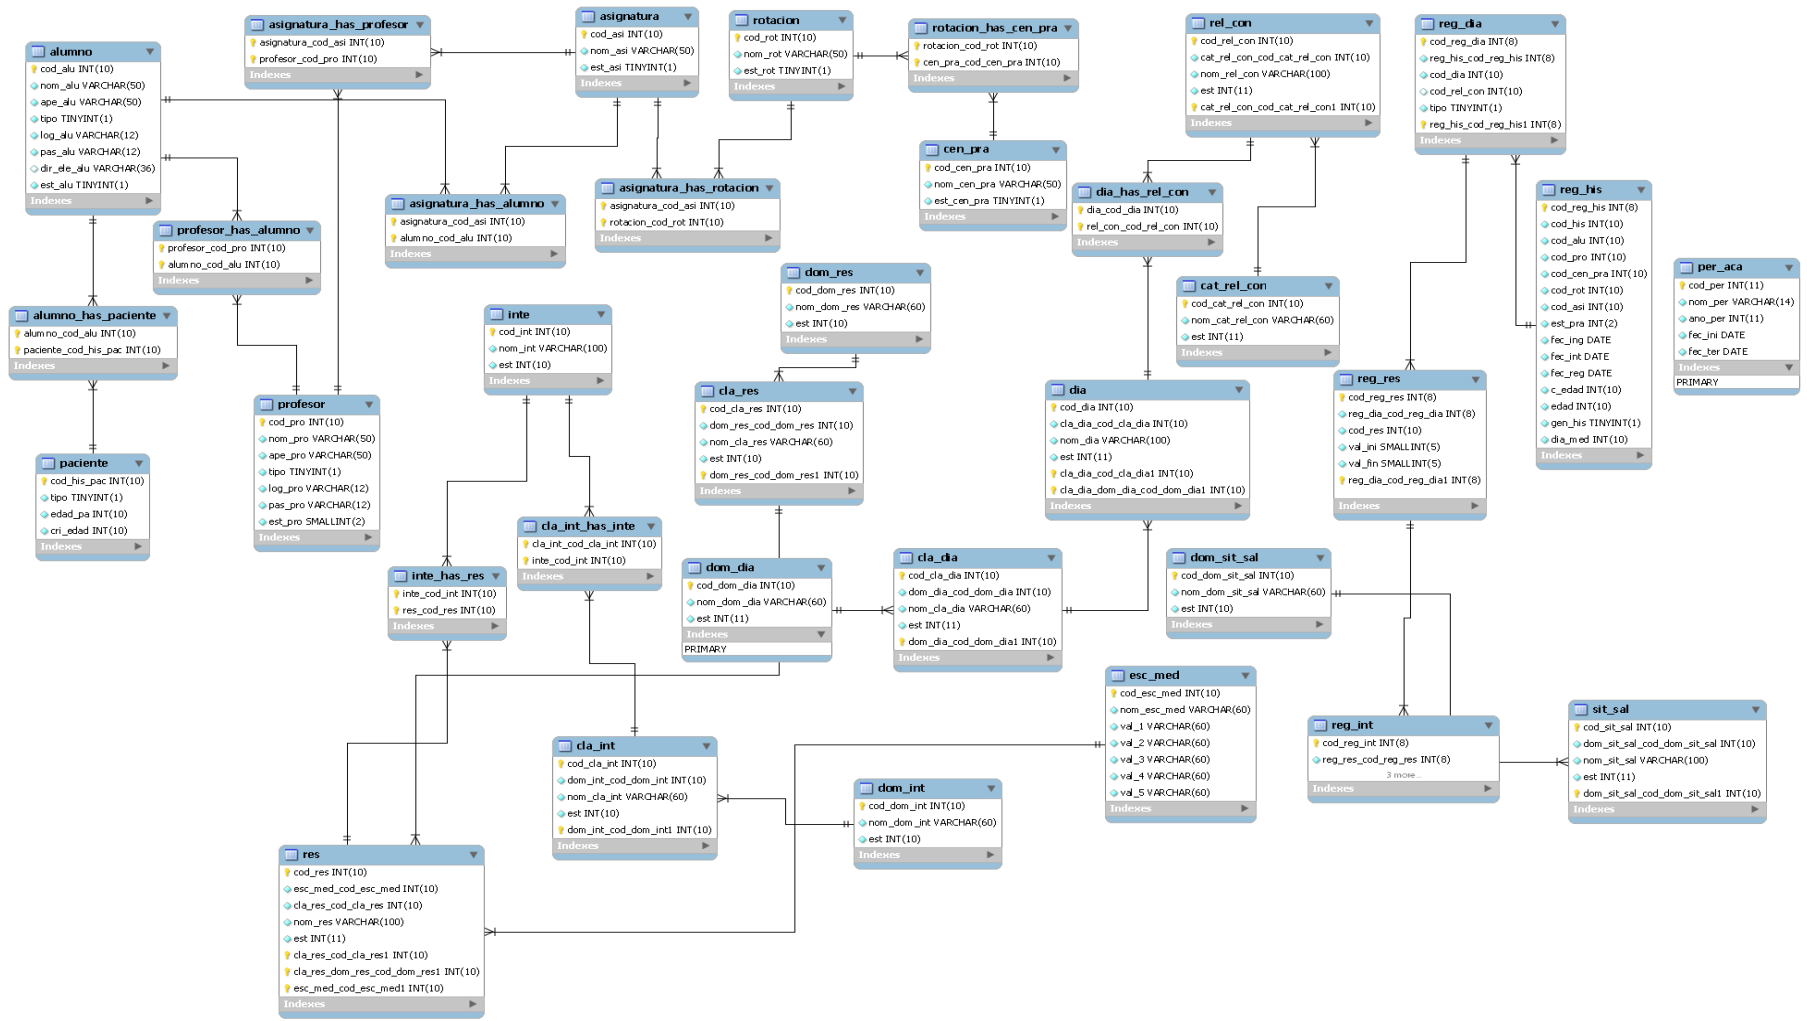 alumno
cod_alu INT(10)
nom_alu VARCHAR(50)
ape_alu VARCHAR(50)
tipo TINYINT(1)
log_alu VARCHAR(12)
pas_alu VARCHAR(12)
dir_ele_alu VARCHAR(36)
est_alu TINYINT(1)
Indexes
asignatura_has_profesor
asignatura_cod_asi INT(10)
profesor_cod_pro INT(10)
Indexes
asignatura
cod_asi INT(10)
nom_asi VARCHAR(50)
est_asi TINYINT(1)
Indexes
rotacion
cod_rot INT(10)
nom_rot VARCHAR(50)
est_rot TINYINT(1)
Indexes
rotacion_has_cen_pra
rotacion_cod_rot INT(10)
cen_pra_cod_cen_pra INT(10)
Indexes
rel_con
cod_rel_con INT(10)
cat_rel_con_cod_cat_rel_con INT(10)
nom_rel_con VARCHAR(100)
est INT(11)
cat_rel_con_cod_cat_rel_con1 INT(10)
Indexes
reg_dia
cod_reg_dia INT(8)
reg_his_cod_reg_his INT(8)
cod_dia INT(10)
cod_rel_con INT(10)
tipo TINYINT(1)
reg_his_cod_reg_his1 INT(8)
Indexes
cen_pra
cod_cen_pra INT(10)
nom_cen_pra VARCHAR(50)
est_cen_pra TINYINT(1)
Indexes
asignatura_has_alumno
asignatura_cod_asi INT(10)
alumno_cod_alu INT(10)
Indexes
asignatura_has_rotacion
asignatura_cod_asi INT(10)
rotacion_cod_rot INT(10)
Indexes
dia_has_rel_con
dia_cod_dia INT(10)
rel_con_cod_rel_con INT(10)
Indexes
reg_his
cod_reg_his INT(8)
cod_his INT(10)
cod_alu INT(10)
cod_pro INT(10)
cod_cen_pra INT(10)
cod_rot INT(10)
cod_asi INT(10)
est_pra INT(2)
fec_ing DATE
fec_int DATE
fec_reg DATE
c_edad INT(10)
edad INT(10)
gen_his TINYINT(1)
dia_med INT(10)
Indexes
per_aca
cod_per INT(11)
nom_per VARCHAR(14)
ano_per INT(11)
fec_ini DATE
fec_ter DATE
Indexes
PRIMARY
profesor_has_alumno
profesor_cod_pro INT(10)
alumno_cod_alu INT(10)
Indexes
alumno_has_paciente
alumno_cod_alu INT(10)
paciente_cod_his_pac INT(10)
Indexes
inte
cod_int INT(10)
nom_int VARCHAR(100)
est INT(10)
Indexes
dom_res
cod_dom_res INT(10)
nom_dom_res VARCHAR(60)
est INT(10)
Indexes
cat_rel_con
cod_cat_rel_con INT(10)
nom_cat_rel_con VARCHAR(60)
est INT(11)
Indexes
profesor
cod_pro INT(10)
nom_pro VARCHAR(50)
ape_pro VARCHAR(50)
tipo TINYINT(1)
log_pro VARCHAR(12)
pas_pro VARCHAR(12)
est_pro SMALLINT(2)
Indexes
cla_res
cod_cla_res INT(10)
dom_res_cod_dom_res INT(10)
nom_cla_res VARCHAR(60)
est INT(10)
dom_res_cod_dom_res1 INT(10)
Indexes
dia
cod_dia INT(10)
cla_dia_cod_cla_dia INT(10)
nom_dia VARCHAR(100)
est INT(11)
cla_dia_cod_cla_dia1 INT(10)
cla_dia_dom_dia_cod_dom_dia1 INT(10)
Indexes
reg_res
cod_reg_res INT(8)
reg_dia_cod_reg_dia INT(8)
cod_res INT(10)
val_ini SMALLINT(5)
val_fin SMALLINT(5)
reg_dia_cod_reg_dia1 INT(8)
Indexes
paciente
cod_his_pac INT(10)
tipo TINYINT(1)
edad_pa INT(10)
cri_edad INT(10)
Indexes
cla_int_has_inte
cla_int_cod_cla_int INT(10)
inte_cod_int INT(10)
Indexes
inte_has_res
inte_cod_int INT(10)
res_cod_res INT(10)
Indexes
dom_dia
cod_dom_dia INT(10)
nom_dom_dia VARCHAR(60)
est INT(11)
Indexes
PRIMARY
cla_dia
cod_cla_dia INT(10)
dom_dia_cod_dom_dia INT(10)
nom_cla_dia VARCHAR(60)
est INT(11)
dom_dia_cod_dom_dia1 INT(10)
Indexes
dom_sit_sal
cod_dom_sit_sal INT(10)
nom_dom_sit_sal VARCHAR(60)
est INT(10)
Indexes
esc_med
cod_esc_med INT(10)
nom_esc_med VARCHAR(60)
val_1 VARCHAR(60)
val_2 VARCHAR(60)
val_3 VARCHAR(60)
val_4 VARCHAR(60)
val_5 VARCHAR(60)
Indexes
reg_int
cod_reg_int INT(8)
reg_res_cod_reg_res INT(8)
3 more...
Indexes
sit_sal
cod_sit_sal INT(10)
dom_sit_sal_cod_dom_sit_sal INT(10)
nom_sit_sal VARCHAR(100)
est INT(11)
dom_sit_sal_cod_dom_sit_sal1 INT(10)
Indexes
cla_int
cod_cla_int INT(10)
dom_int_cod_dom_int INT(10)
nom_cla_int VARCHAR(60)
est INT(10)
dom_int_cod_dom_int1 INT(10)
Indexes
dom_int
cod_dom_int INT(10)
nom_dom_int VARCHAR(60)
est INT(10)
Indexes
res
cod_res INT(10)
esc_med_cod_esc_med INT(10)
cla_res_cod_cla_res INT(10)
nom_res VARCHAR(100)
est INT(11)
cla_res_cod_cla_res1 INT(10)
cla_res_dom_res_cod_dom_res1 INT(10)
esc_med_cod_esc_med1 INT(10)
Indexes